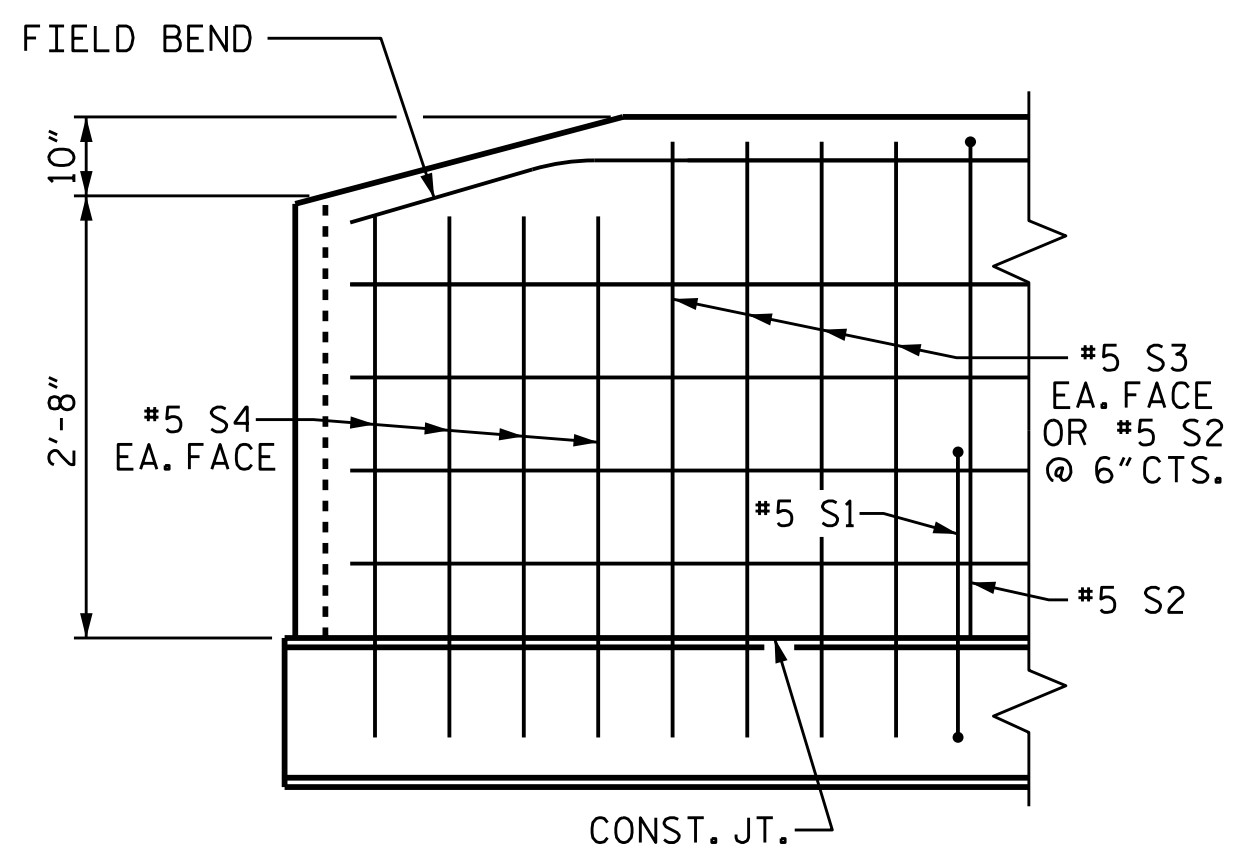 FIELD BEND
10"
2'-8"
#5 S4
EA. FACE
#5 S3
EA. FACE
OR #5 S2
@ 6" CTS.
#5 S1
#5 S2
CONST. JT.